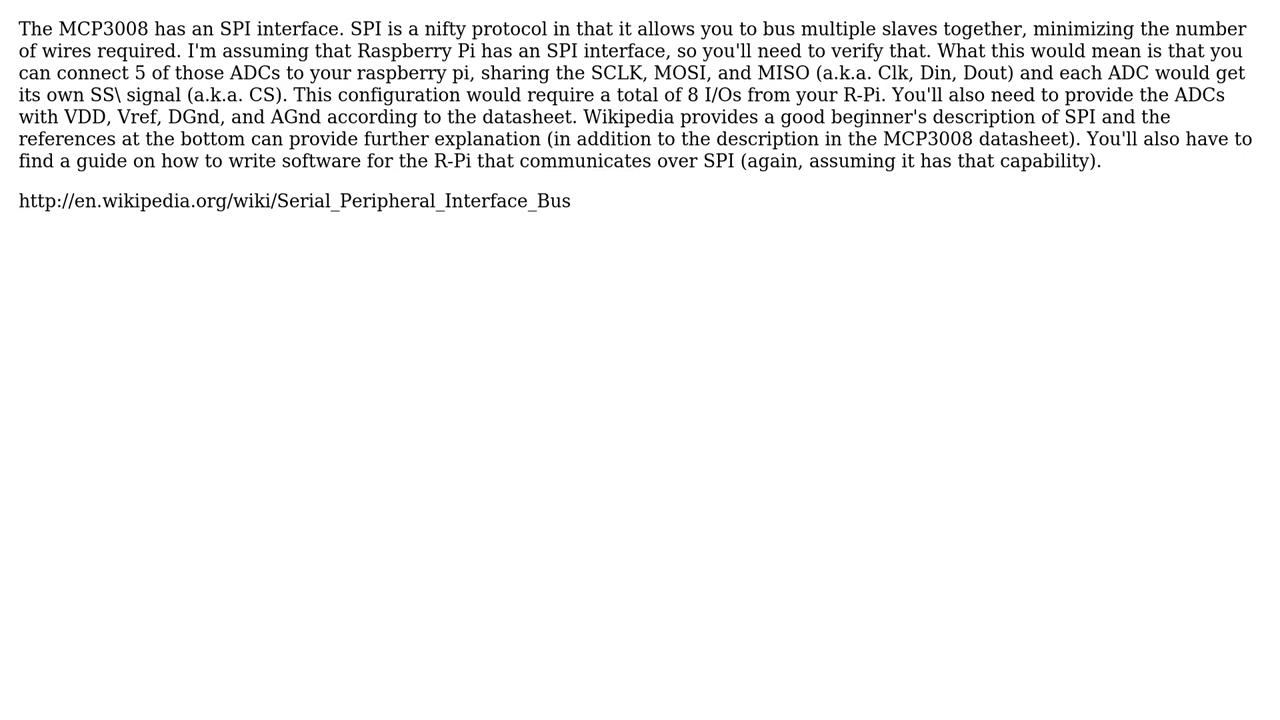 The MCP3008 has an SPI interface. SPI is a nifty protocol in that it allows you to bus multiple slaves together, minimizing the number
of wires required. I'm assuming that Raspberry Pi has an SPI interface, so you'll need to verify that. What this would mean is that you
can connect 5 of those ADCs to your raspberry pi, sharing the SCLK, MOSI, and MISO (a.k.a. Clk, Din, Dout) and each ADC would get
its own SS\ signal (a.k.a. CS). This configuration would require a total of 8 I/Os from your R-Pi. You'll also need to provide the ADCs
with VDD, Vref, DGnd, and AGnd according to the datasheet. Wikipedia provides a good beginner's description of SPI and the
references at the bottom can provide further explanation (in addition to the description in the MCP3008 datasheet). You'll also have to
find a guide on how to write software for the R-Pi that communicates over SPI (again, assuming it has that capability).
http://en.wikipedia.org/wiki/Serial_Peripheral_Interface_Bus